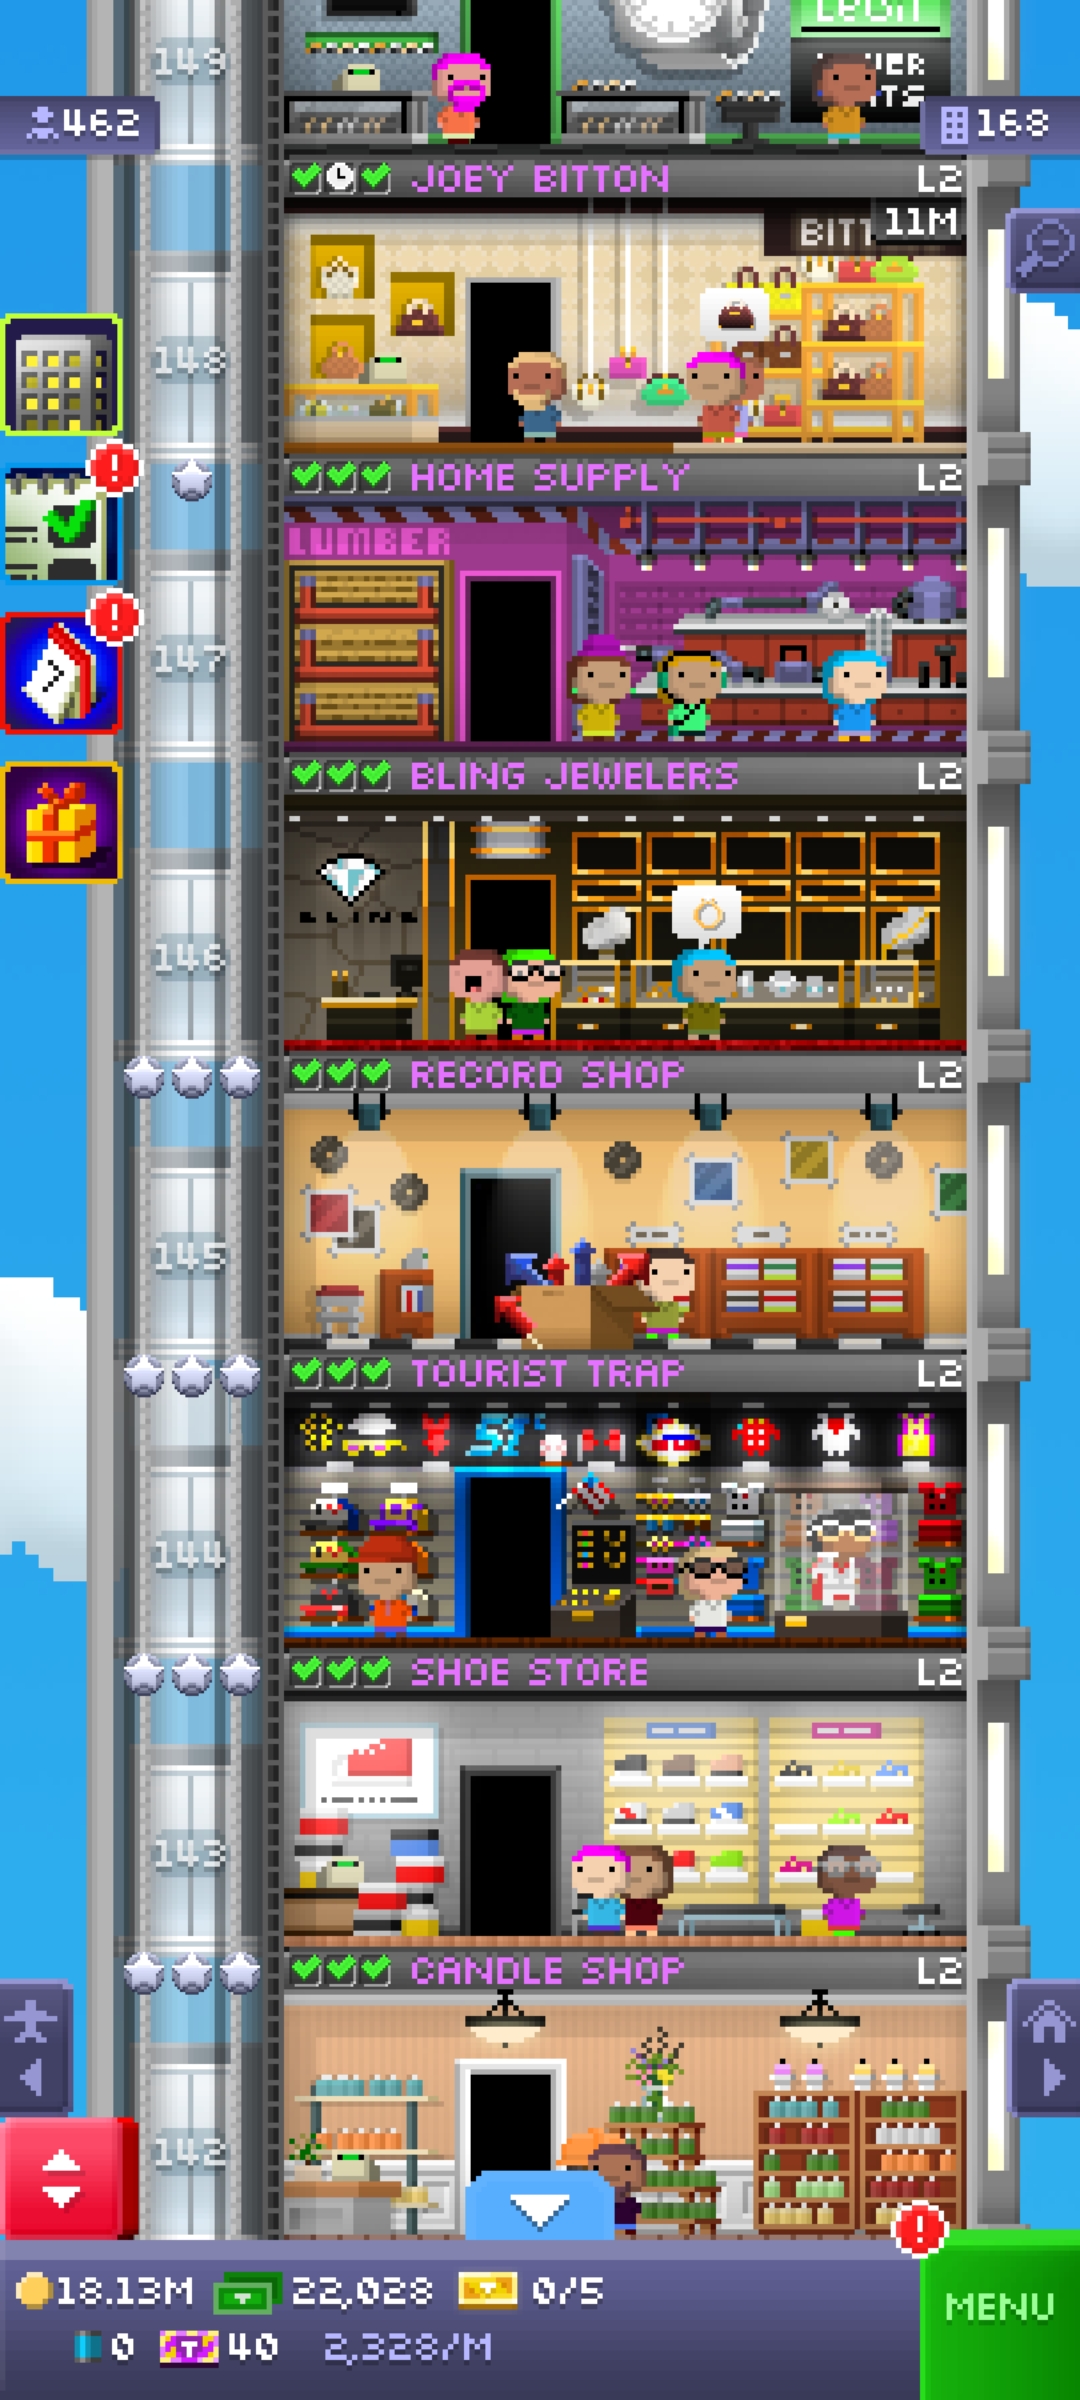 149
462
168
JOEY BITTON
L2
11M
148
HOME SUPPLY
L2
LUMBER
147
BLING JEWELERS
L2
BLING
146
RECORD SHOP
L2
145
TOURIST TRAP
L2
144
SHOE STORE
L2
143
CANDLE SHOP
L2
142
18.13M
22,028
0/5
MENU
0
T
40
2,328/M